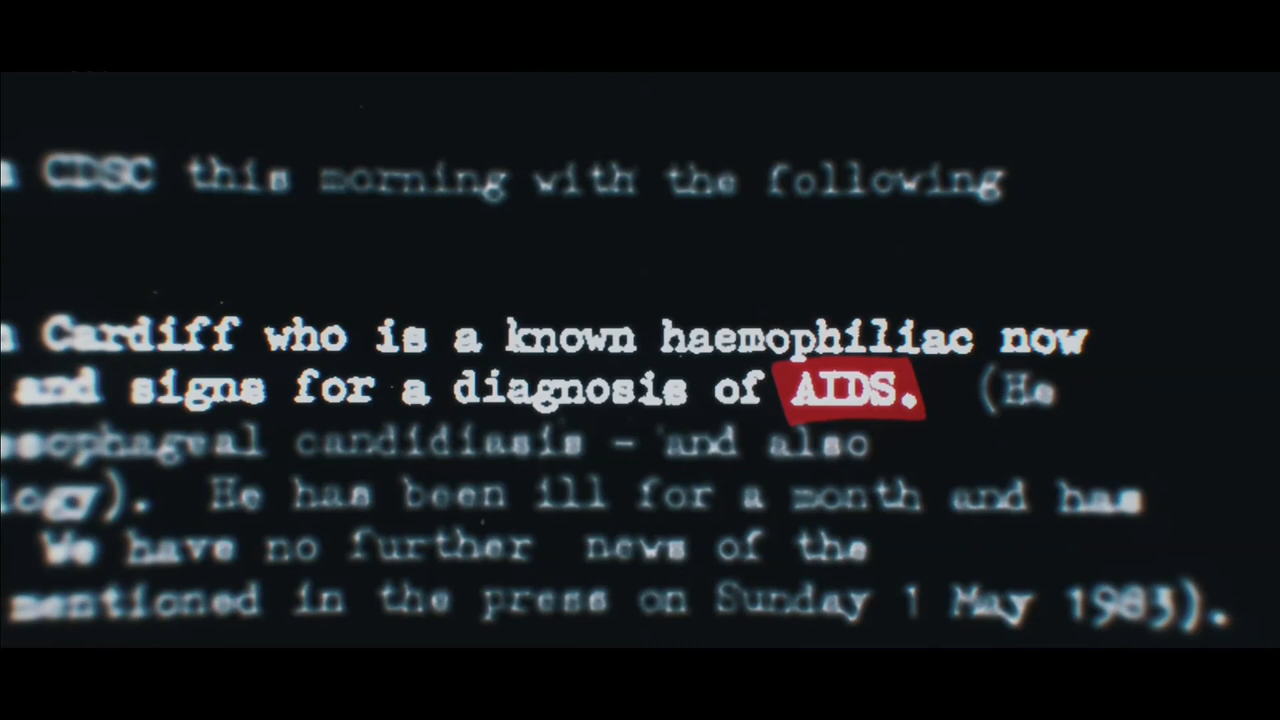 CDSC this morning with the following
Cardiff who is a known haemophiliac now
and signs for a diagnosis of AIDS. (He
candidiasis - and also
He has been ill for a month and has
We have no further news of the
mentioned in the press on Sunday 1 May 1983).